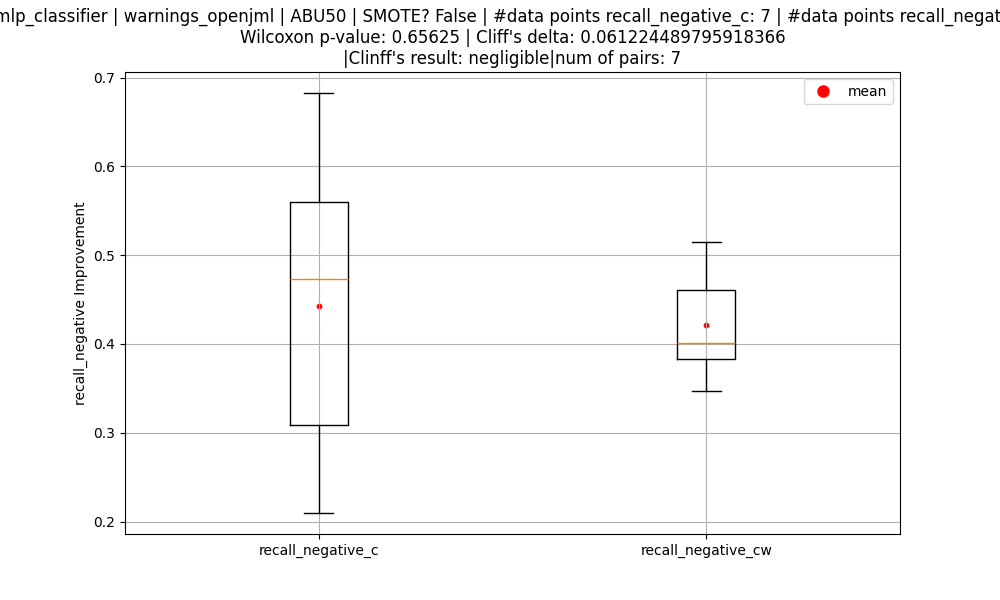 mlp_classifier | warnings_openjml | ABU50 | SMOTE? False | #data points recall_negative_c: 7 | #data points
Wilcoxon p-value: 0.65625 | Cliff's delta: 0.061224489795918366
|Clinff's result: negligible|num of pairs: 7
mean
0.7
0.6
0.5
0.4
0.3
0.2
recall_negative Improvement
recall_negative_c
recall_negative_cw